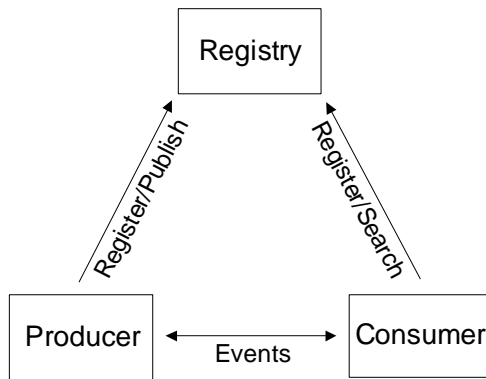 Registry
Register/Publish
Register/Search
Producer
Events
Consumer